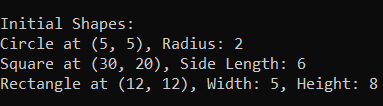 Initial Shapes:
Circle at (5, 5), Radius: 2
Square at (30, 20), Side Length: 6
Rectangle at (12, 12), Width: 5, Height: 8